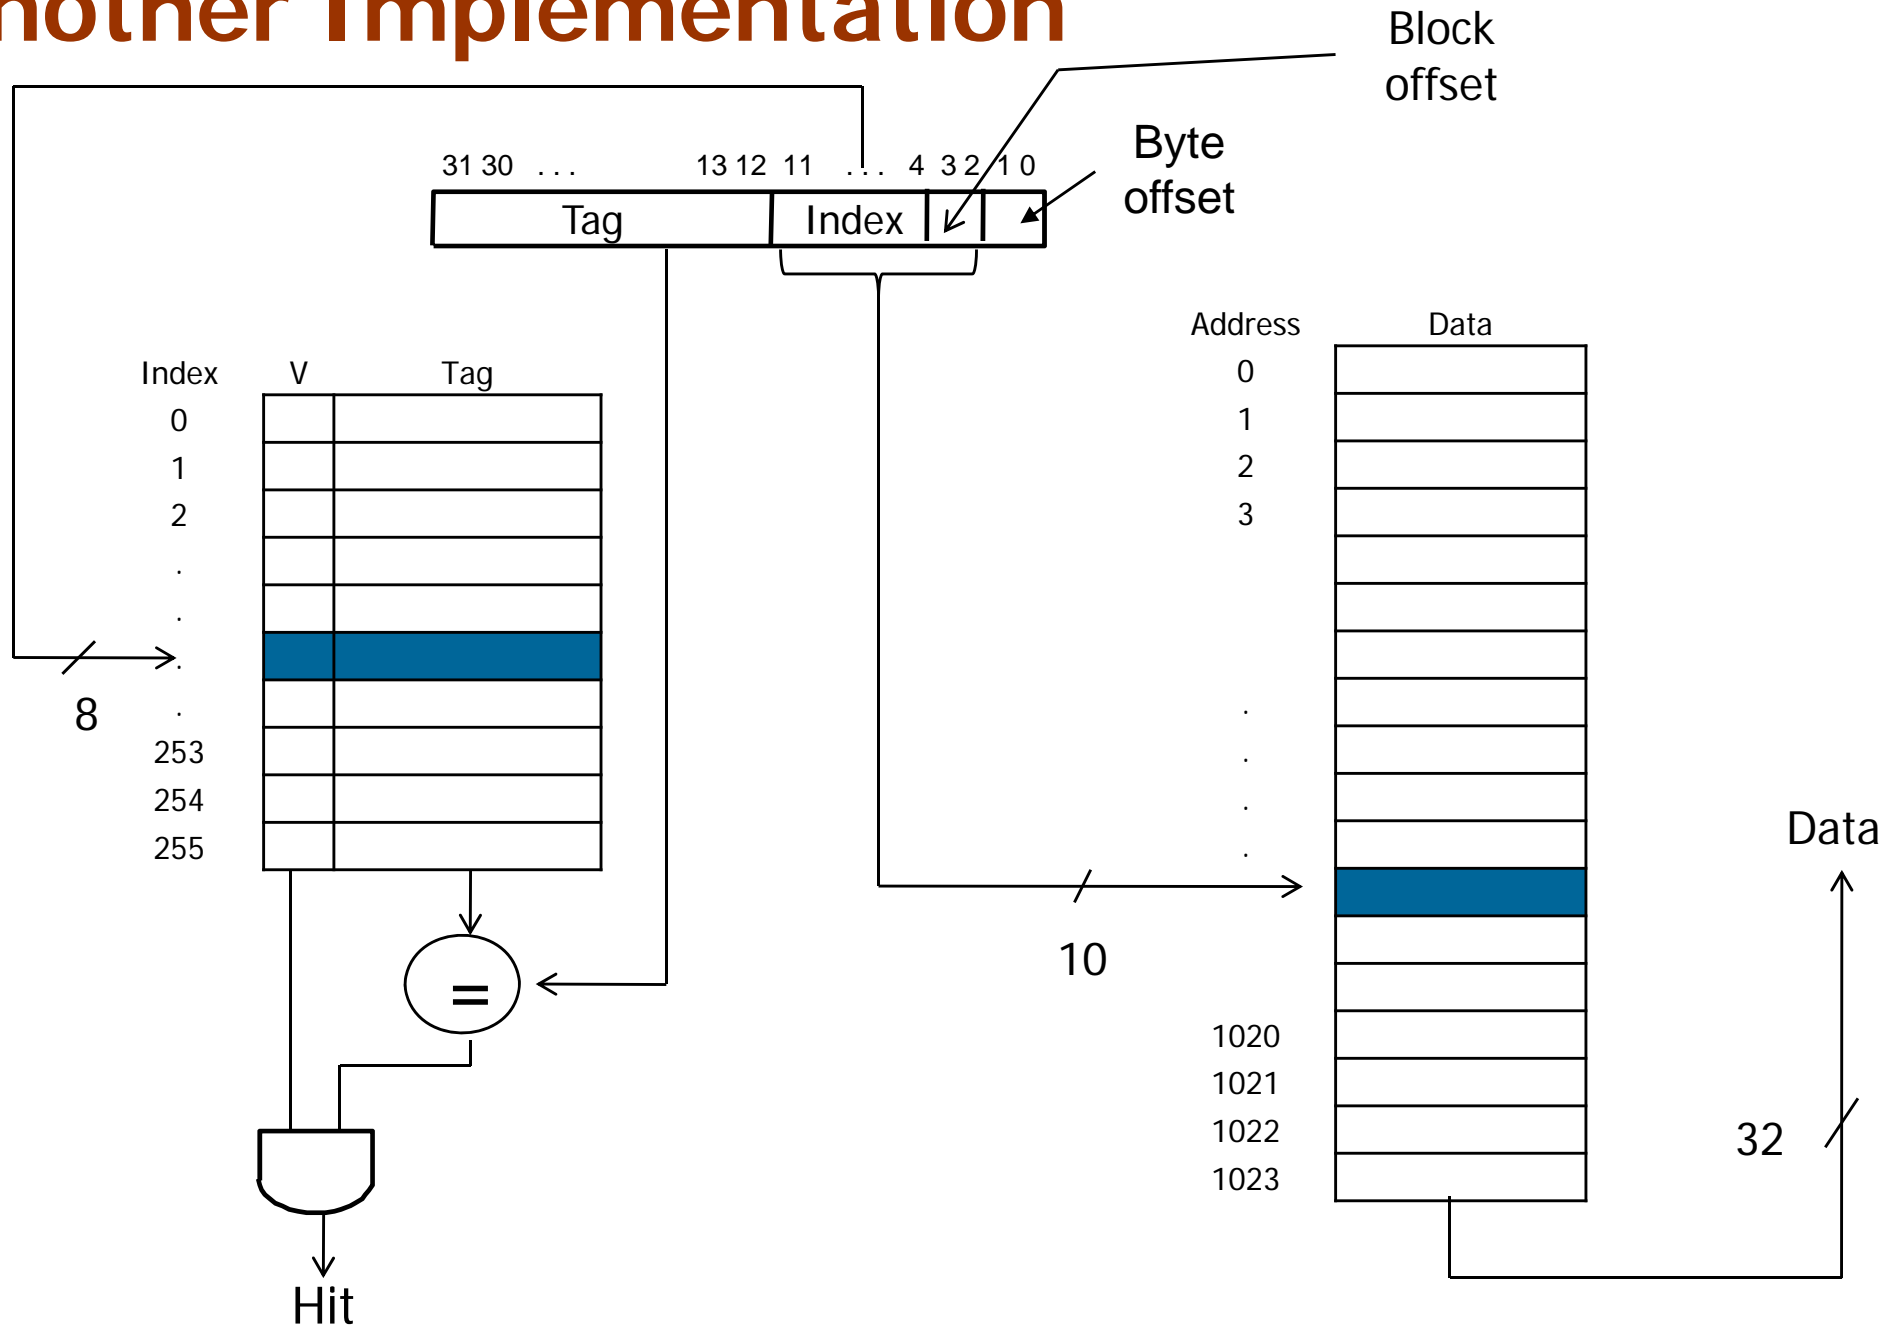 nother Implementation
Block
offset
Byte
offset
31 30 . . . 13 12 11 . . . 4 3 2 1 0
Tag Index
Address Data
Index V Tag
0
1
2
.
.
.
.
253
254
255
8
0
1
2
3
.
.
.
.
1020
1021
1022
1023
10
=
Data
32
Hit